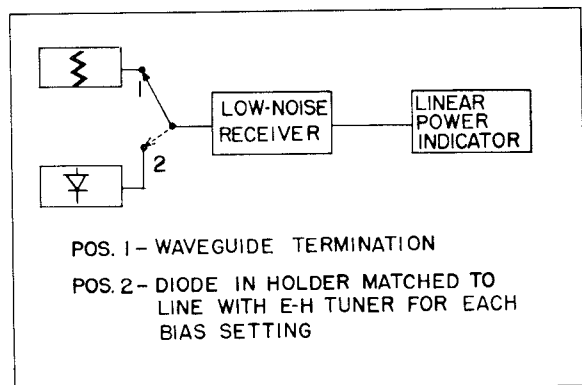 1
2
LOW-NOISE
RECEIVER
LINEAR
POWER
INDICATOR
POS. 1 - WAVEGUIDE TERMINATION
POS. 2 - DIODE IN HOLDER MATCHED TO
LINE WITH E-H TUNER FOR EACH
BIAS SETTING